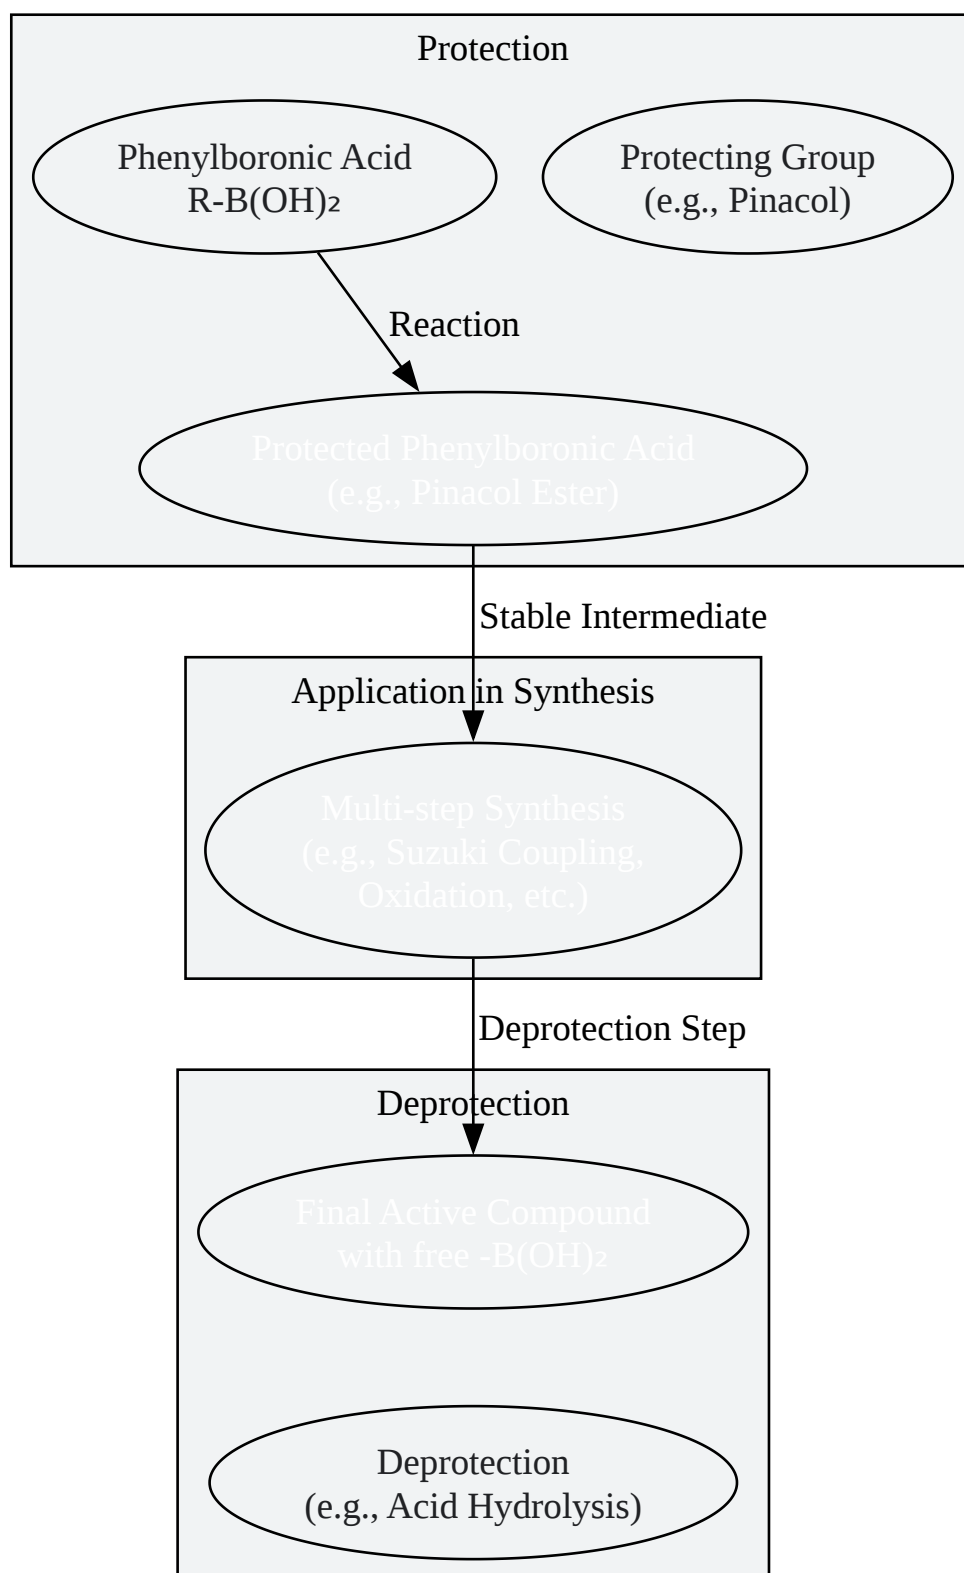 Protection
Phenylboronic Acid
R-B(OH)₂
Protecting Group
(e.g., Pinacol)
Reaction
Protected Phenylboronic Acid
(e.g., Pinacol Ester)
Stable Intermediate
Application in Synthesis
Multi-step Synthesis
(e.g., Suzuki Coupling,
Oxidation, etc.)
Deprotection Step
Deprotection
Final Active Compound
with free -B(OH)₂
Deprotection
(e.g., Acid Hydrolysis)